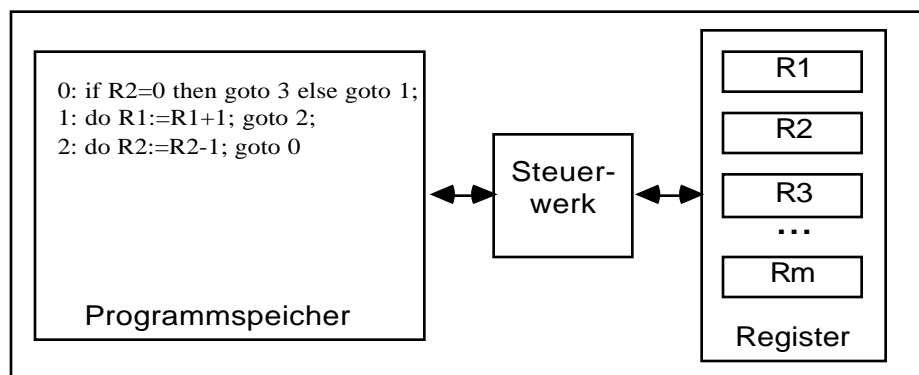 0: if R2=0 then goto 3 else goto 1;
1: do R1:=R1+1; goto 2;
2: do R2:=R2-1; goto 0
Programmspeicher
Steuer-
werk
R1
R2
R3
...
Rm
Register